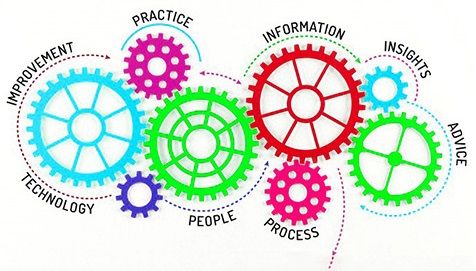 IMPROVEMENT
PRACTICE
INFORMATION
INSIGHTS
ADVICE
TECHNOLOGY
PEOPLE
PROCESS